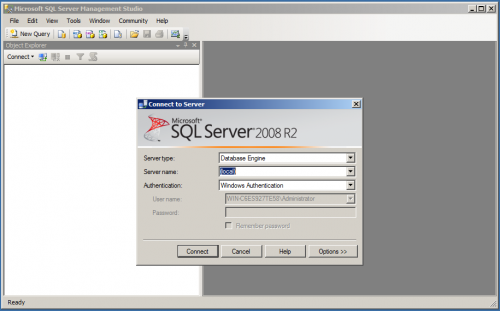 Microsoft SQL Server Management Studio
File Edit View Tools Window Community Help
New Query
Object Explorer
Connect
Connect to Server
Microsoft
SQL Server 2008 R2
Server type: Database Engine
Server name: (local)
Authentication: Windows Authentication
User name: \Administrator
Password:
Remember password
Connect Cancel Help Options >>
Ready